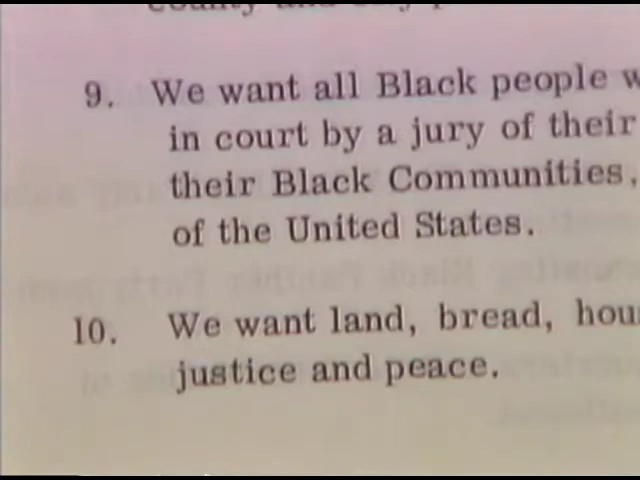 9. We want all Black people
in court by a jury of their
their Black Communities,
of the United States.
10. We want land, bread,
justice and peace.